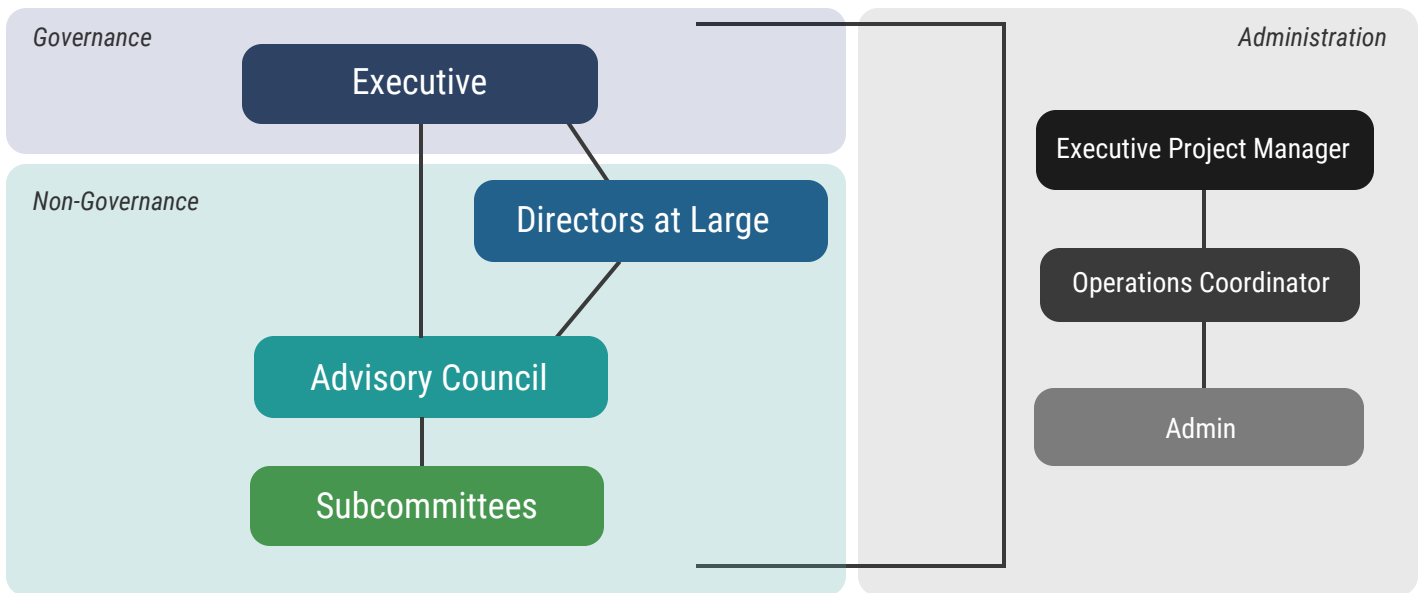 Governance
Executive
Non-Governance
Directors at Large
Advisory Council
Subcommittees
Administration
Executive Project Manager
Operations Coordinator
Admin